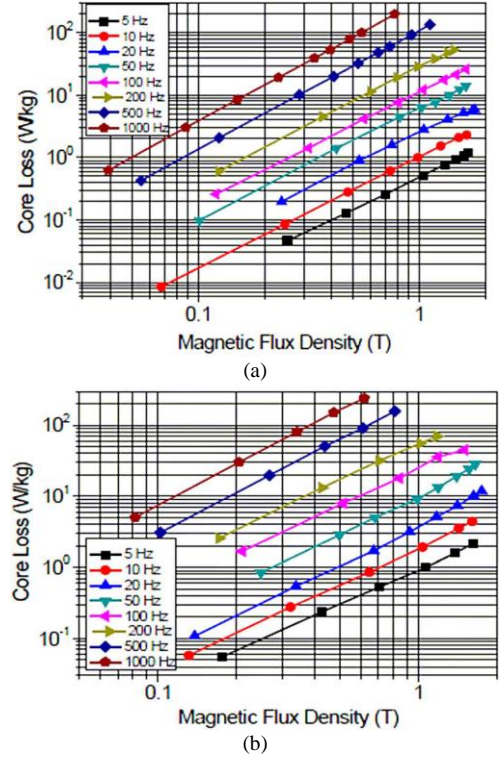 10²
10¹
10⁰
10⁻¹
10⁻²
Core Loss (W/kg)
5 Hz
10 Hz
20 Hz
50 Hz
100 Hz
200 Hz
500 Hz
1000 Hz
0.1
1
Magnetic Flux Density (T)
(a)
10²
10¹
10⁰
10⁻¹
Core Loss (W/kg)
5 Hz
10 Hz
20 Hz
50 Hz
100 Hz
200 Hz
500 Hz
1000 Hz
0.1
1
Magnetic Flux Density (T)
(b)